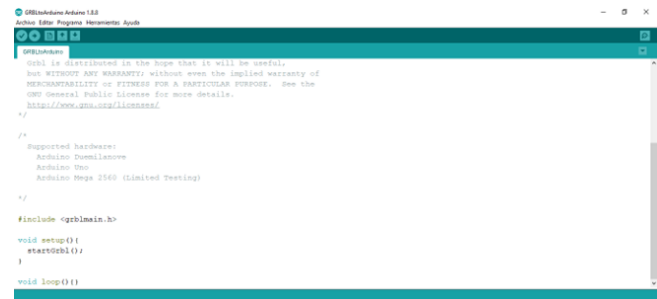 GRBLtoArduino Arduino 1.8.8
Archivo Editar Programa Herramientas Ayuda
GRBLtoArduino
Grbl is distributed in the hope that it will be useful,
but WITHOUT ANY WARRANTY; without even the implied warranty of
MERCHANTABILITY or FITNESS FOR A PARTICULAR PURPOSE.  See the
GNU General Public License for more details.
http://www.gnu.org/licenses/
*/
/*
Supported hardware:
Arduino Duemilanove
Arduino Uno
Arduino Mega 2560 (Limited Testing)
*/
#include <grblmain.h>
void setup(){
startGrbl();
}
void loop(){}